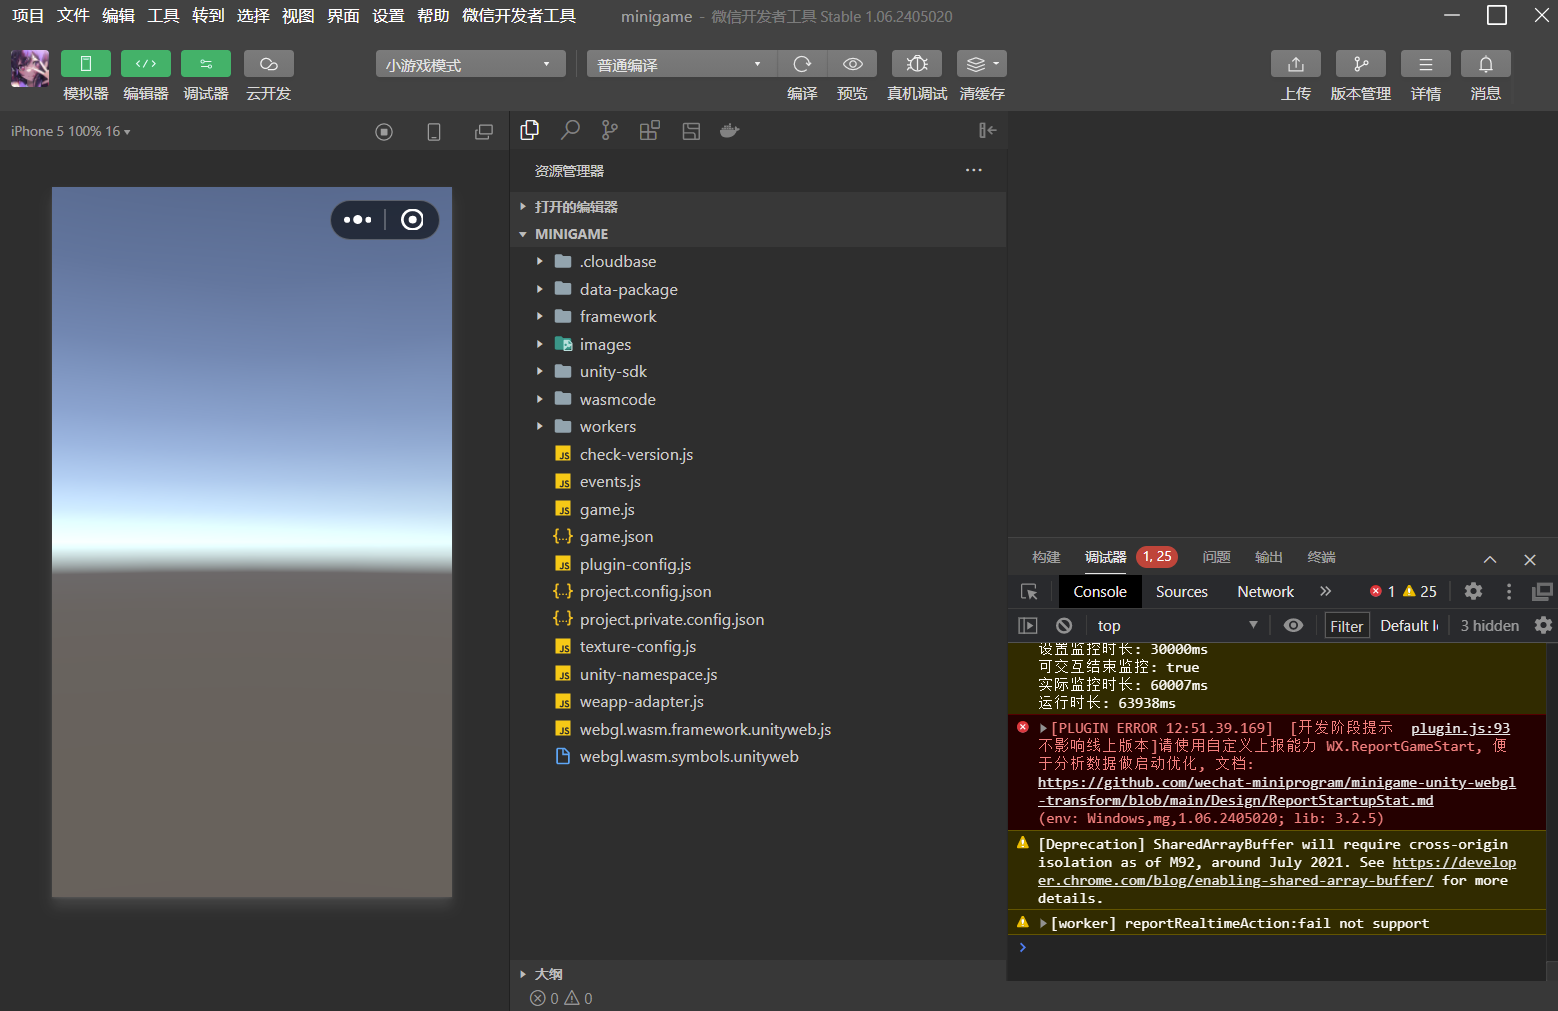 项目 文件 编辑 工具 转到 选择 视图 界面 设置 帮助 微信开发者工具 minigame - 微信开发者工具 Stable 1.06.2405020
小游戏模式 普通编译
模拟器 编辑器 调试器 云开发 编译 预览 真机调试 清缓存 上传 版本管理 详情 消息
iPhone 5 100% 16
资源管理器
打开的编辑器
MINIGAME
.cloudbase
data-package
framework
images
unity-sdk
wasmcode
workers
check-version.js
events.js
game.js
game.json
plugin-config.js
project.config.json
project.private.config.json
texture-config.js
unity-namespace.js
weapp-adapter.js
webgl.wasm.framework.unityweb.js
webgl.wasm.symbols.unityweb
大纲
0 0
构建 调试器 1, 25 问题 输出 终端
Console Sources Network 1 25
top Filter Default l 3 hidden
设置监控时长: 30000ms
可交互结束监控: true
实际监控时长: 60007ms
运行时长: 63938ms
[PLUGIN ERROR 12:51.39.169] [开发阶段提示 plugin.js:93
不影响线上版本]请使用自定义上报能力 WX.ReportGameStart, 便
于分析数据做启动优化, 文档:
https://github.com/wechat-miniprogram/minigame-unity-webgl
-transform/blob/main/Design/ReportStartupStat.md
(env: Windows,mg,1.06.2405020; lib: 3.2.5)
[Deprecation] SharedArrayBuffer will require cross-origin
isolation as of M92, around July 2021. See https://develop
er.chrome.com/blog/enabling-shared-array-buffer/ for more
details.
[worker] reportRealtimeAction:fail not support